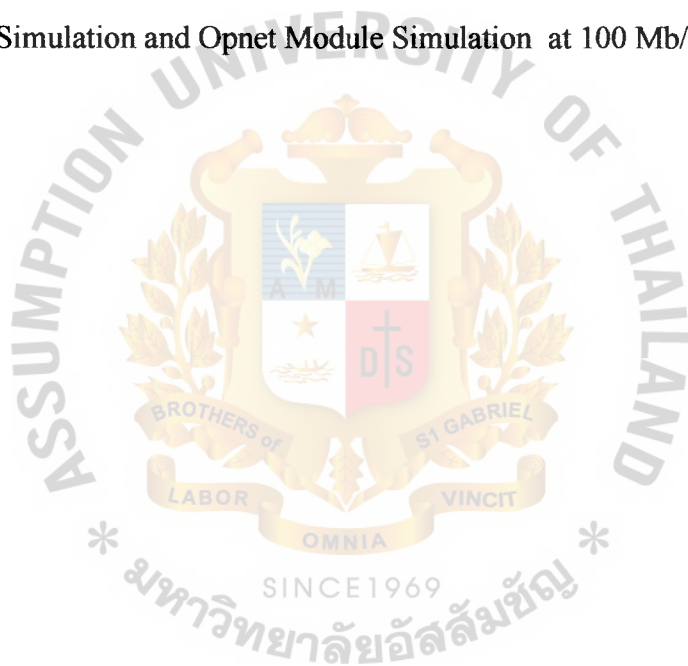 Simulation and Opnet Module Simulation at 100 Mb/
ASSUMPTION UNIVERSITY OF THAILAND
A M
D S
BROTHERS of S1 GABRIEL
LABOR OMNIA VINCIT
SINCE1969
* มหาวิทยาลัยอัสสัมชัญ *